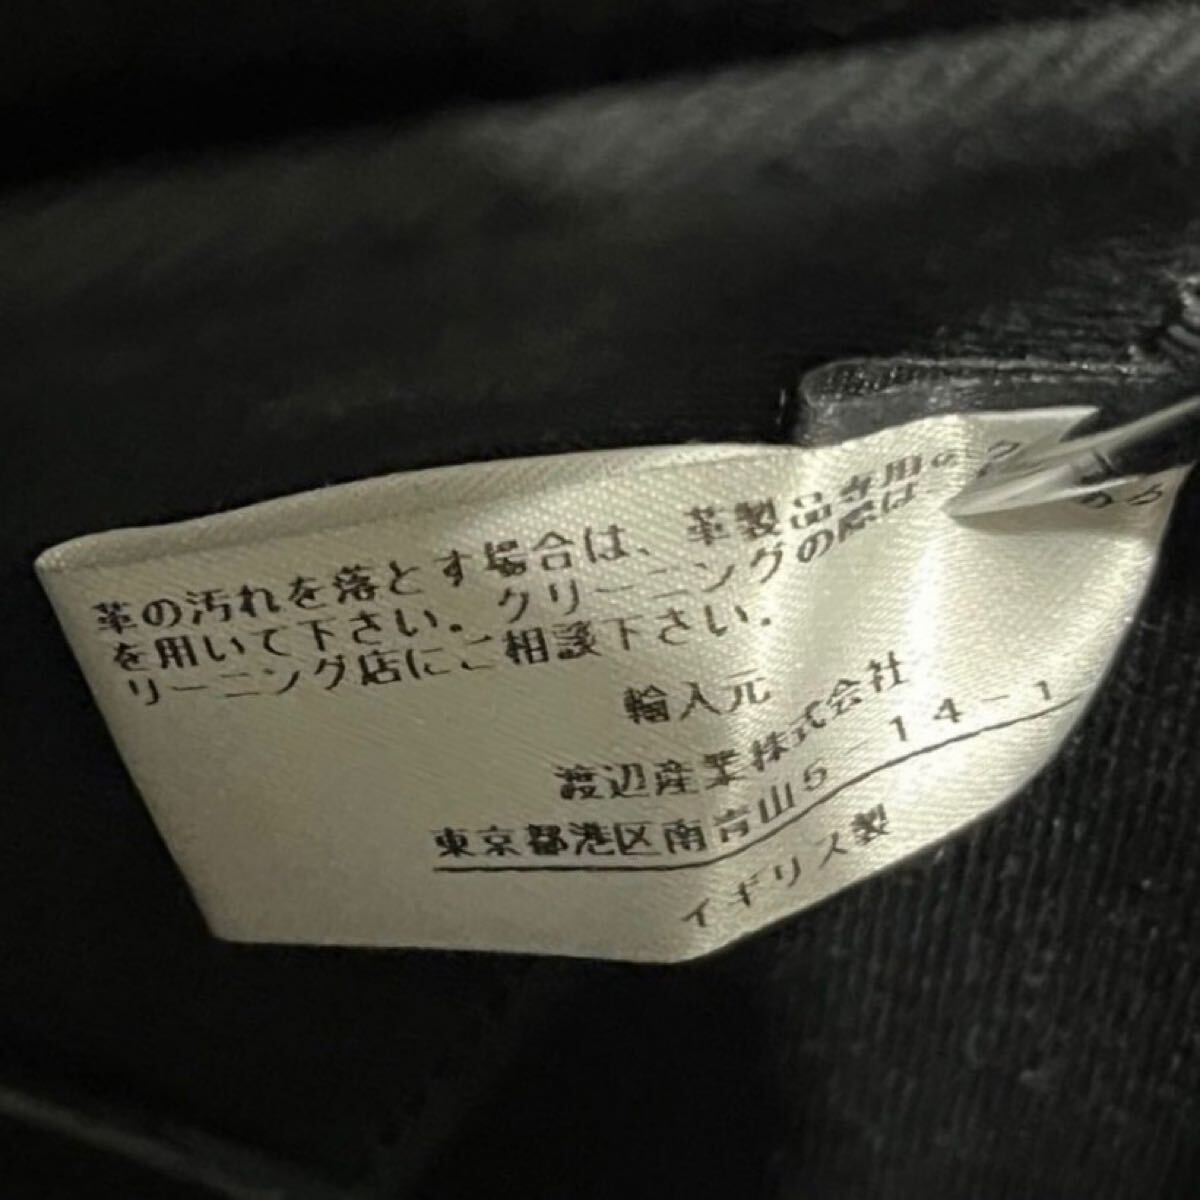 革の汚れを落とす場合は、革製品専用の
を用いて下さい. クリーニングの際は
リーニング店にご相談下さい.
輸入元
渡辺産業株式会社
東京都港区南青山5-14-1
イギリス製